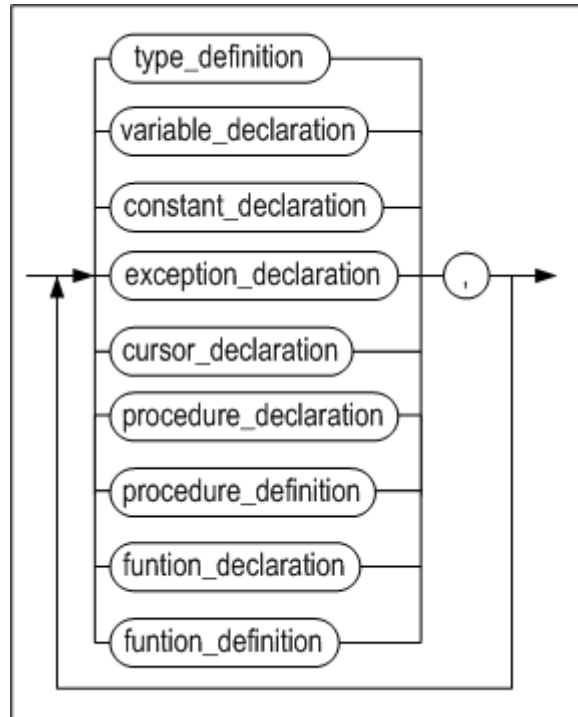 type_definition
variable_declaration
constant_declaration
exception_declaration
,
cursor_declaration
procedure_declaration
procedure_definition
funtion_declaration
funtion_definition